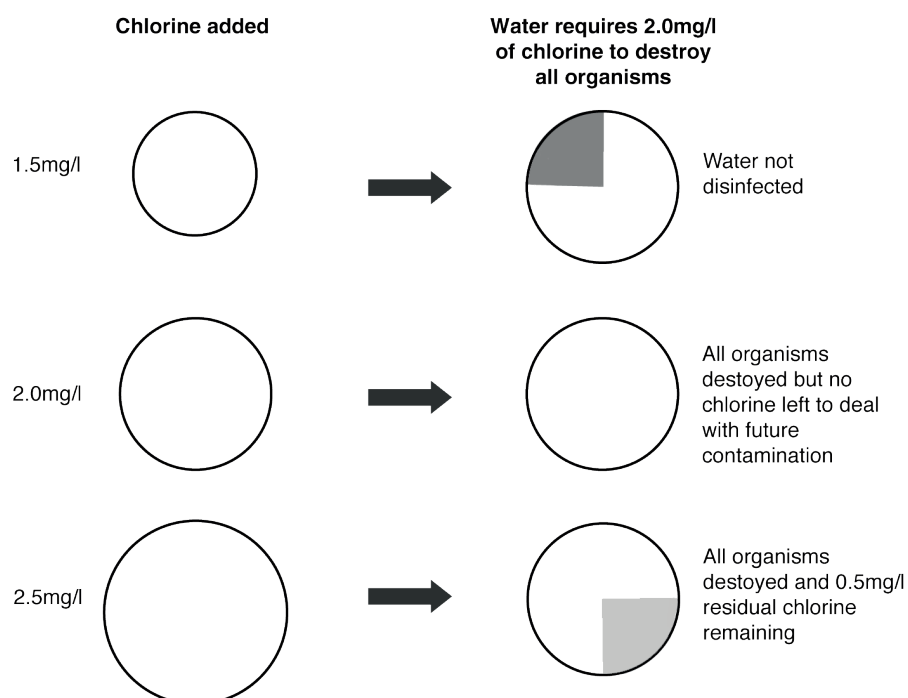 Chlorine added
Water requires 2.0mg/l
of chlorine to destroy
all organisms
1.5mg/l
Water not
disinfected
2.0mg/l
All organisms
destoyed but no
chlorine left to deal
with future
contamination
2.5mg/l
All organisms
destoyed and 0.5mg/l
residual chlorine
remaining